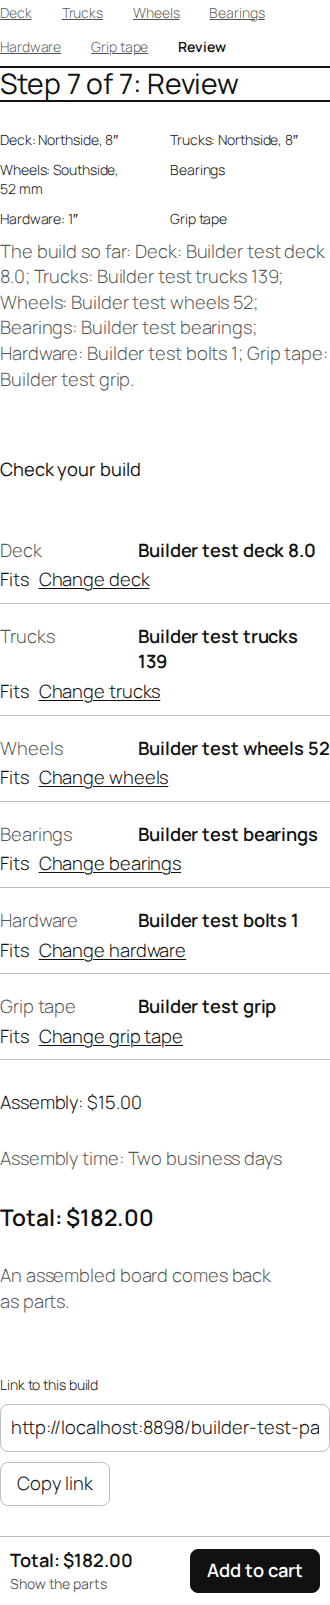 Deck Trucks Wheels Bearings
Hardware Grip tape Review
Step 7 of 7: Review
Deck: Northside, 8″ Trucks: Northside, 8″
Wheels: Southside, 52 mm Bearings
Hardware: 1″ Grip tape
The build so far: Deck: Builder test deck
8.0; Trucks: Builder test trucks 139;
Wheels: Builder test wheels 52;
Bearings: Builder test bearings;
Hardware: Builder test bolts 1; Grip tape:
Builder test grip.
Check your build
Deck Builder test deck 8.0
Fits Change deck
Trucks Builder test trucks 139
Fits Change trucks
Wheels Builder test wheels 52
Fits Change wheels
Bearings Builder test bearings
Fits Change bearings
Hardware Builder test bolts 1
Fits Change hardware
Grip tape Builder test grip
Fits Change grip tape
Assembly: $15.00
Assembly time: Two business days
Total: $182.00
An assembled board comes back
as parts.
Link to this build
http://localhost:8898/builder-test-pa
Copy link
Total: $182.00
Show the parts
Add to cart